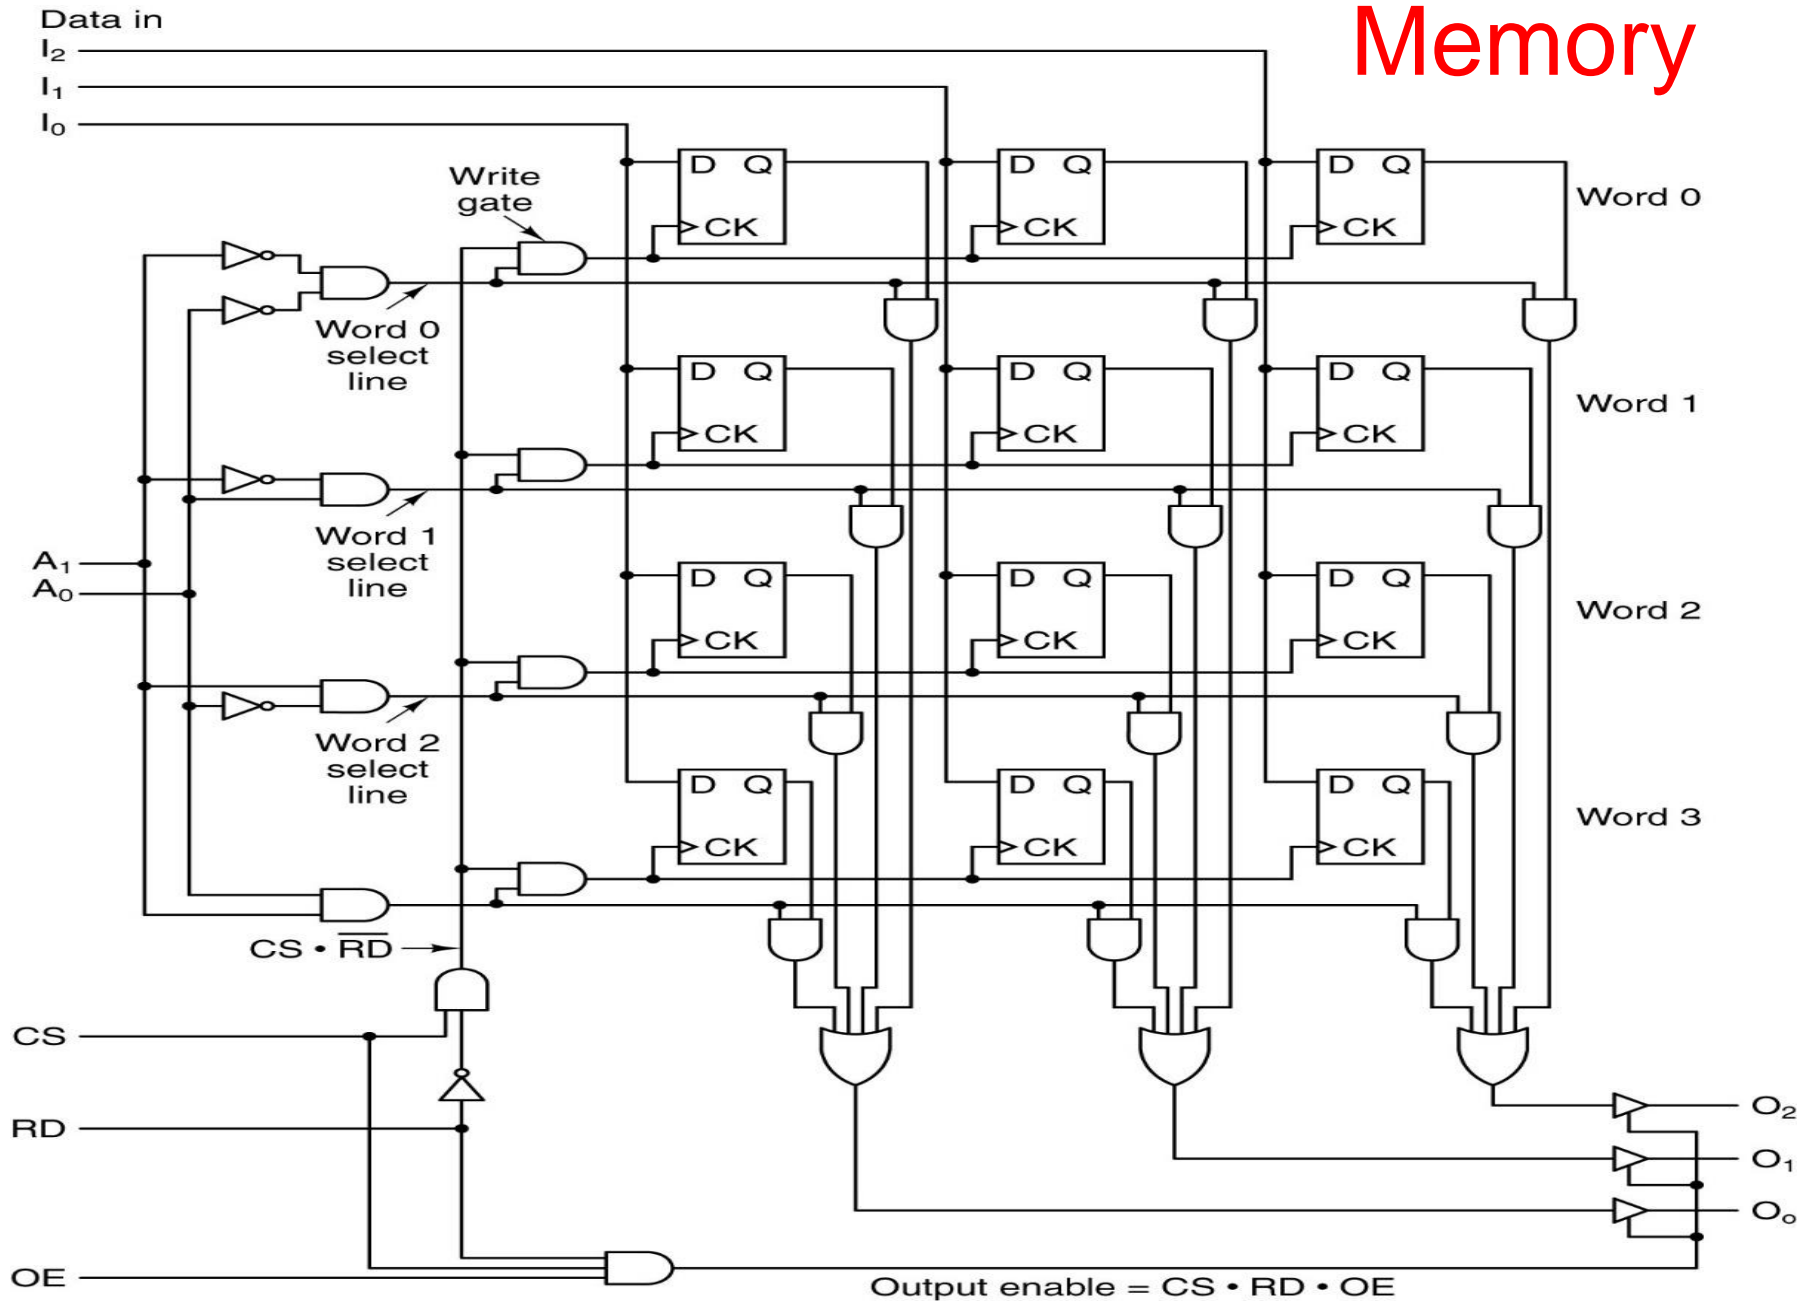 Memory
Data in
I₂
I₁
I₀
Write
gate
D Q
CK
D Q
CK
D Q
CK
Word 0
Word 0
select
line
D Q
CK
D Q
CK
D Q
CK
Word 1
Word 1
select
line
A₁
A₀
D Q
CK
D Q
CK
D Q
CK
Word 2
Word 2
select
line
D Q
CK
D Q
CK
D Q
CK
Word 3
CS • R̅D̅
CS
RD
OE
O₂
O₁
Oₒ
Output enable = CS • RD • OE